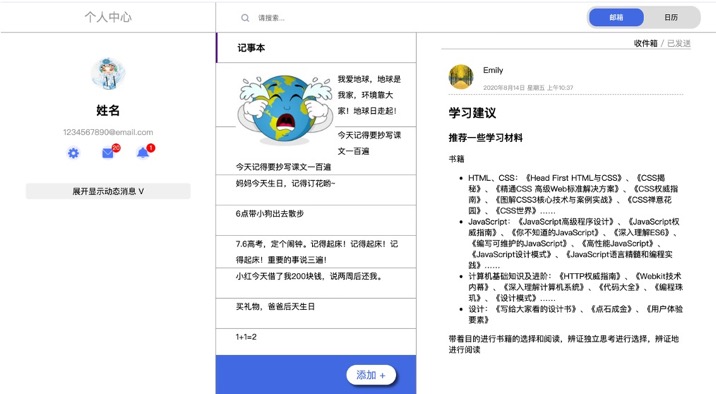 个人中心
请搜索...
邮箱
日历
姓名
1234567890@email.com
20
1
展开显示动态消息 V
记事本
我爱地球，地球是
我家，环境靠大
家！地球日走起！
今天记得要抄写课
文一百遍
今天记得要抄写课文一百遍
妈妈今天生日，记得订花哟~
6点带小狗出去散步
7.6高考，定个闹钟。记得起床！记得起床！记
得起床！重要的事说三遍！
小红今天借了我200块钱，说两周后还我。
买礼物，爸爸后天生日
1+1=2
添加 +
收件箱 / 已发送
Emily
2020年8月14日 星期五 上午10:37
学习建议
推荐一些学习材料
书籍
HTML、CSS：《Head First HTML与CSS》、《CSS揭
秘》、《精通CSS 高级Web标准解决方案》、《CSS权威指
南》、《图解CSS3核心技术与案例实战》、《CSS禅意花
园》、《CSS世界》......
JavaScript：《JavaScript高级程序设计》、《JavaScript权
威指南》、《你不知道的JavaScript》、《深入理解ES6》、
《编写可维护的JavaScript》、《高性能JavaScript》、
《JavaScript设计模式》、《JavaScript语言精髓和编程实
践》......
计算机基础知识及进阶：《HTTP权威指南》、《Webkit技术
内幕》、《深入理解计算机系统》、《代码大全》、《编程珠
玑》、《设计模式》......
设计：《写给大家看的设计书》、《点石成金》、《用户体验
要素》
带着目的进行书籍的选择和阅读，辨证独立思考进行选择，辨证地
进行阅读